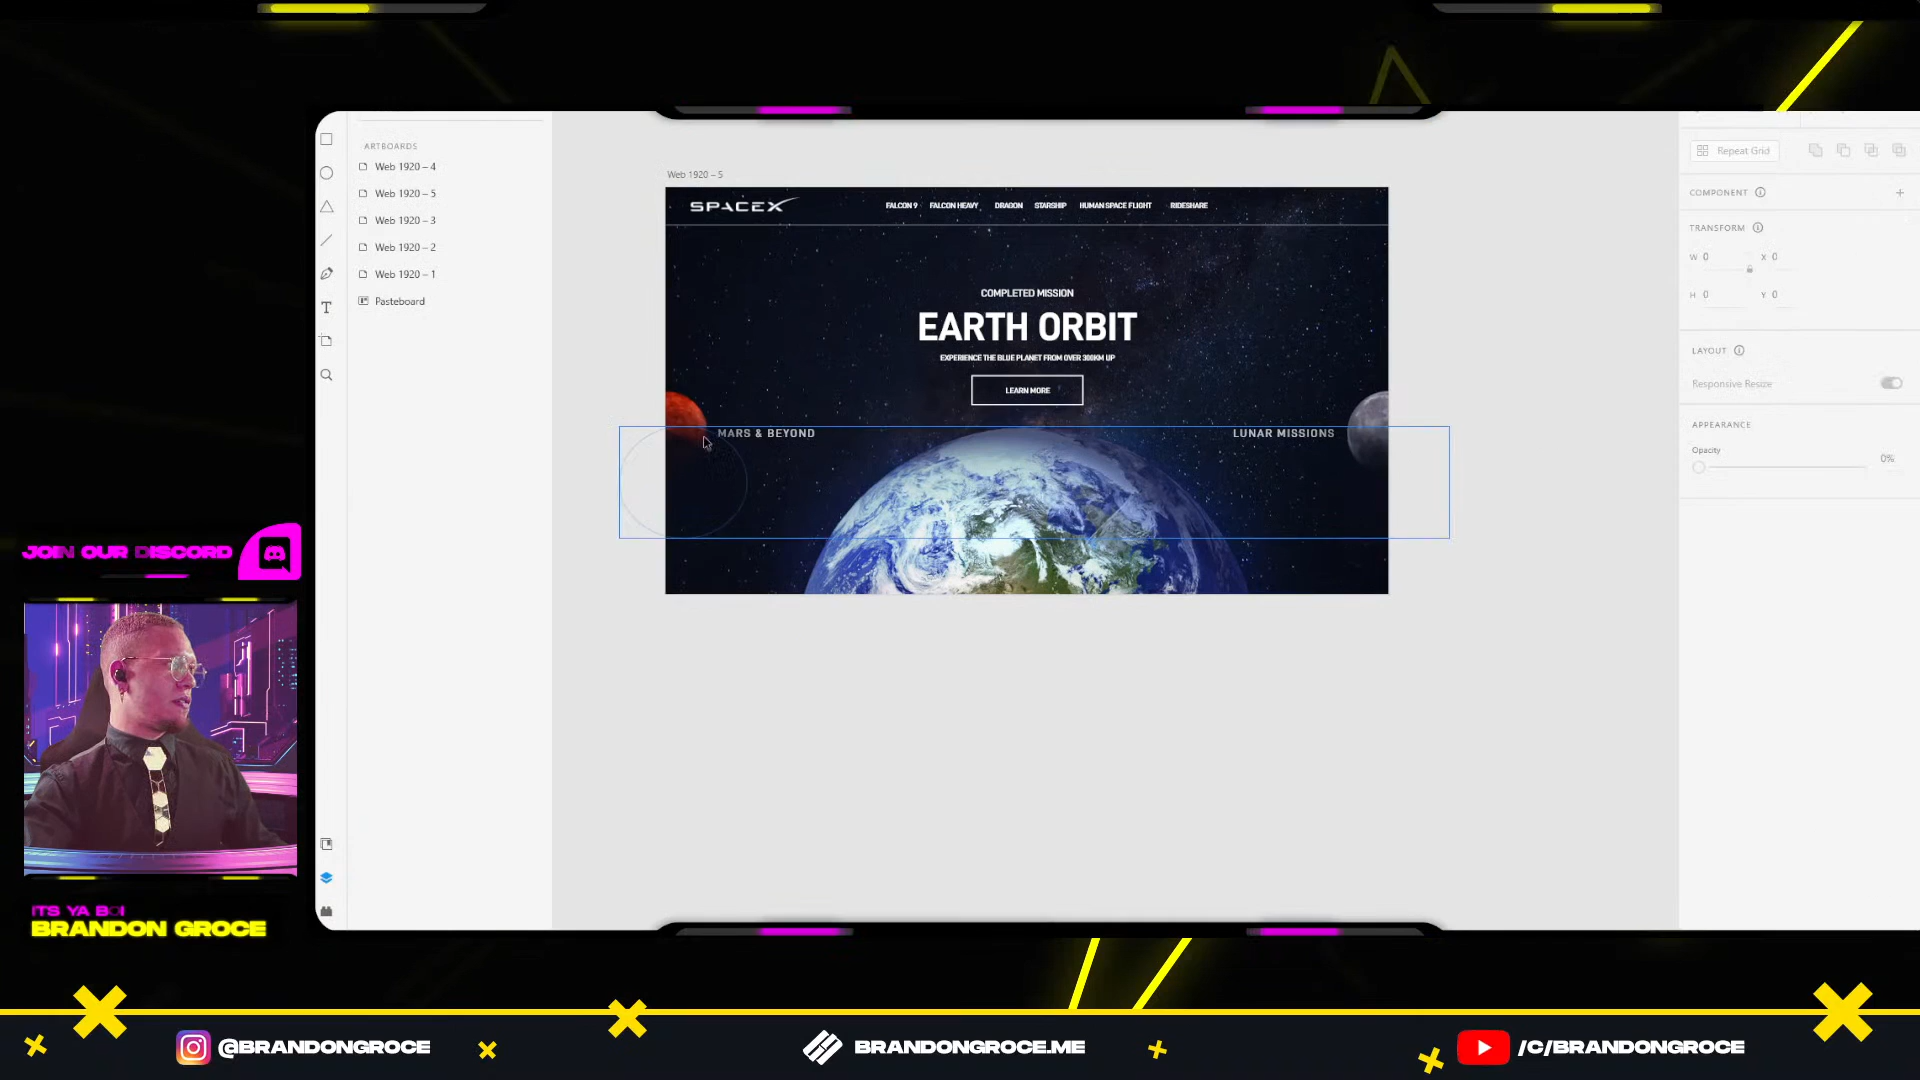 ARTBOARDS
Web 1920 – 4
Web 1920 – 5
Web 1920 – 3
Web 1920 – 2
Web 1920 – 1
Pasteboard
Web 1920 – 5
SPACEX
FALCON 9 FALCON HEAVY DRAGON STARSHIP HUMAN SPACE FLIGHT RIDESHARE
COMPLETED MISSION
EARTH ORBIT
EXPERIENCE THE BLUE PLANET FROM OVER 300KM UP
LEARN MORE
MARS & BEYOND
LUNAR MISSIONS
Repeat Grid
COMPONENT
TRANSFORM
W 0 X 0
H 0 Y 0
LAYOUT
Responsive Resize
APPEARANCE
Opacity
0%
JOIN OUR DISCORD
ITS YA BOI
BRANDON GROCE
@BRANDONGROCE
BRANDONGROCE.ME
/C/BRANDONGROCE